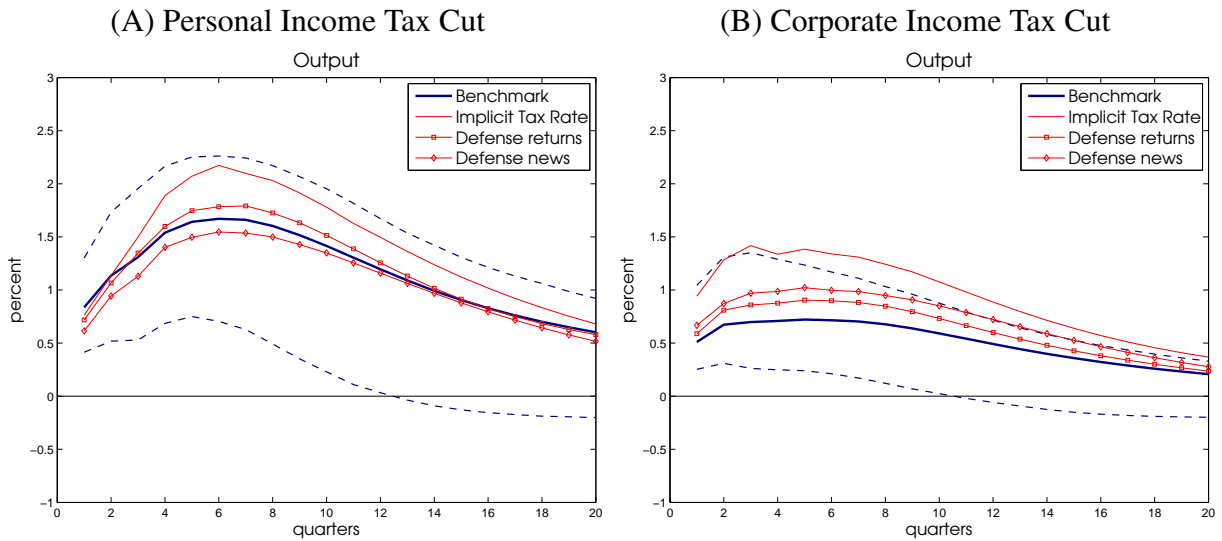 (A) Personal Income Tax Cut
Output
3
2.5
2
1.5
1
0.5
0
−0.5
−1
percent
Benchmark
Implicit Tax Rate
Defense returns
Defense news
0 2 4 6 8 10 12 14 16 18 20
quarters
(B) Corporate Income Tax Cut
Output
3
2.5
2
1.5
1
0.5
0
−0.5
−1
percent
Benchmark
Implicit Tax Rate
Defense returns
Defense news
0 2 4 6 8 10 12 14 16 18 20
quarters